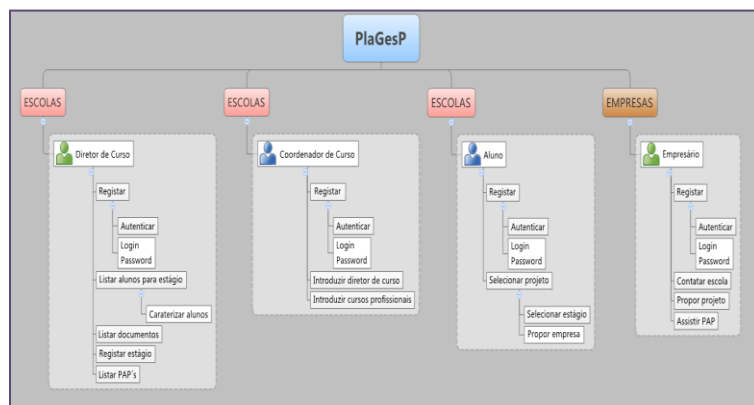 PlaGesP
ESCOLAS
Diretor de Curso
Registar
Autenticar
Login
Password
Listar alunos para estágio
Caraterizar alunos
Listar documentos
Registar estágio
Listar PAP´s
ESCOLAS
Coordenador de Curso
Registar
Autenticar
Login
Password
Introduzir diretor de curso
Introduzir cursos profissionais
ESCOLAS
Aluno
Registar
Autenticar
Login
Password
Selecionar projeto
Selecionar estágio
Propor empresa
EMPRESAS
Empresário
Registar
Autenticar
Login
Password
Contatar escola
Propor projeto
Assistir PAP